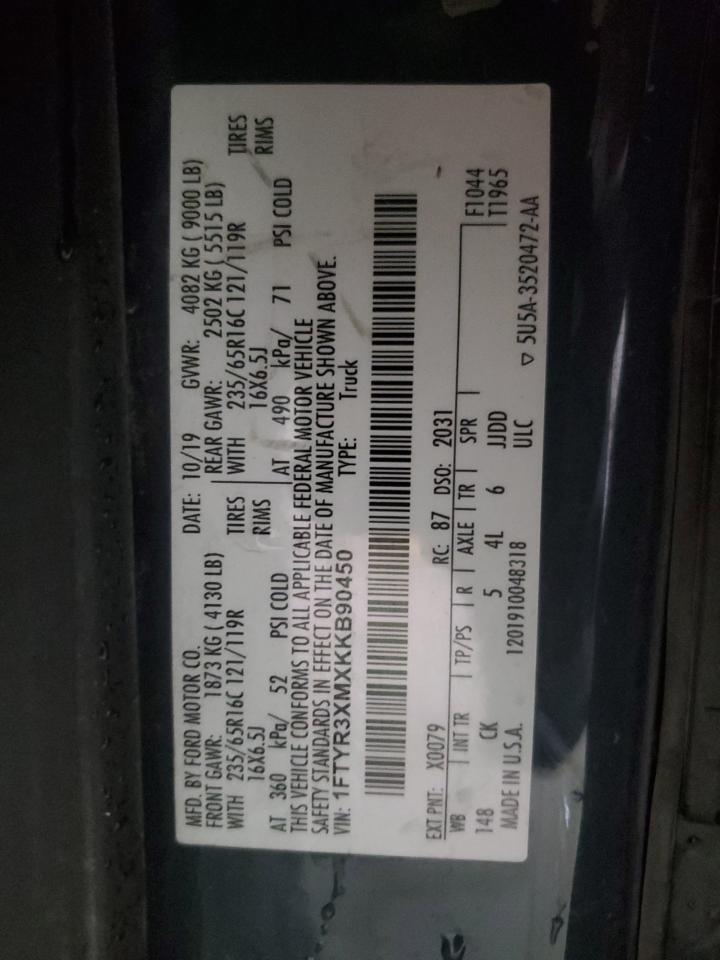 MFD. BY FORD MOTOR CO. DATE: 10/19 GVWR: 4082 KG ( 9000 LB)
FRONT GAWR: 1873 KG ( 4130 LB) REAR GAWR: 2502 KG ( 5515 LB)
WITH 235/65R16C 121/119R TIRES WITH 235/65R16C 121/119R TIRES
16X6.5J RIMS 16X6.5J RIMS
AT 360 kPa/ 52 PSI COLD AT 490 kPa/ 71 PSI COLD
THIS VEHICLE CONFORMS TO ALL APPLICABLE FEDERAL MOTOR VEHICLE
SAFETY STANDARDS IN EFFECT ON THE DATE OF MANUFACTURE SHOWN ABOVE.
VIN: 1FTYR3XMXKKB90450 TYPE: Truck
EXT PNT: X0079 RC: 87 DSO: 2031
WB INT TR TP/PS R AXLE TR SPR F1044
148 CK 5 4L 6 JJDD T1965
MADE IN U.S.A. 1201910048318 ULC ▽ 5U5A-3520472-AA